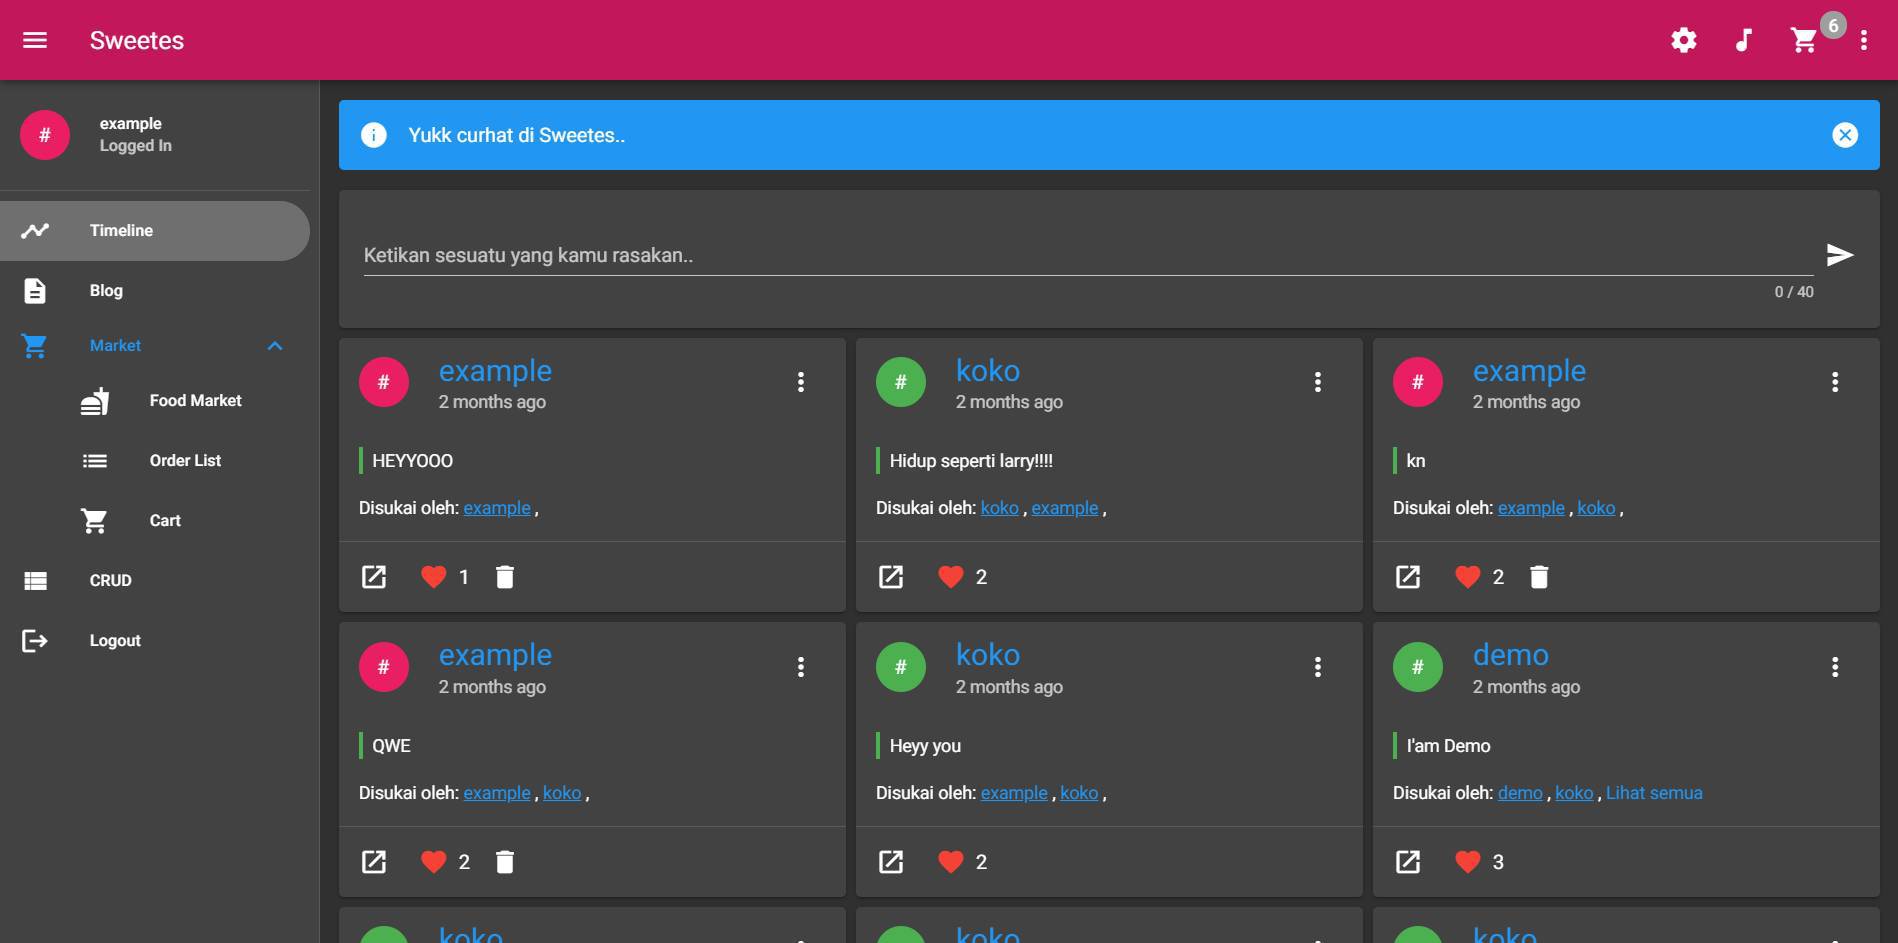 Sweetes
6
#
example
Logged In
Timeline
Blog
Market
Food Market
Order List
Cart
CRUD
Logout
Yukk curhat di Sweetes..
Ketikan sesuatu yang kamu rasakan..
0 / 40
#
example
2 months ago
HEYYOOO
Disukai oleh: example ,
1
#
koko
2 months ago
Hidup seperti larry!!!!
Disukai oleh: koko , example ,
2
#
example
2 months ago
kn
Disukai oleh: example , koko ,
2
#
example
2 months ago
QWE
Disukai oleh: example , koko ,
2
#
koko
2 months ago
Heyy you
Disukai oleh: example , koko ,
2
#
demo
2 months ago
I'am Demo
Disukai oleh: demo , koko , Lihat semua
3
koko
koko
koko